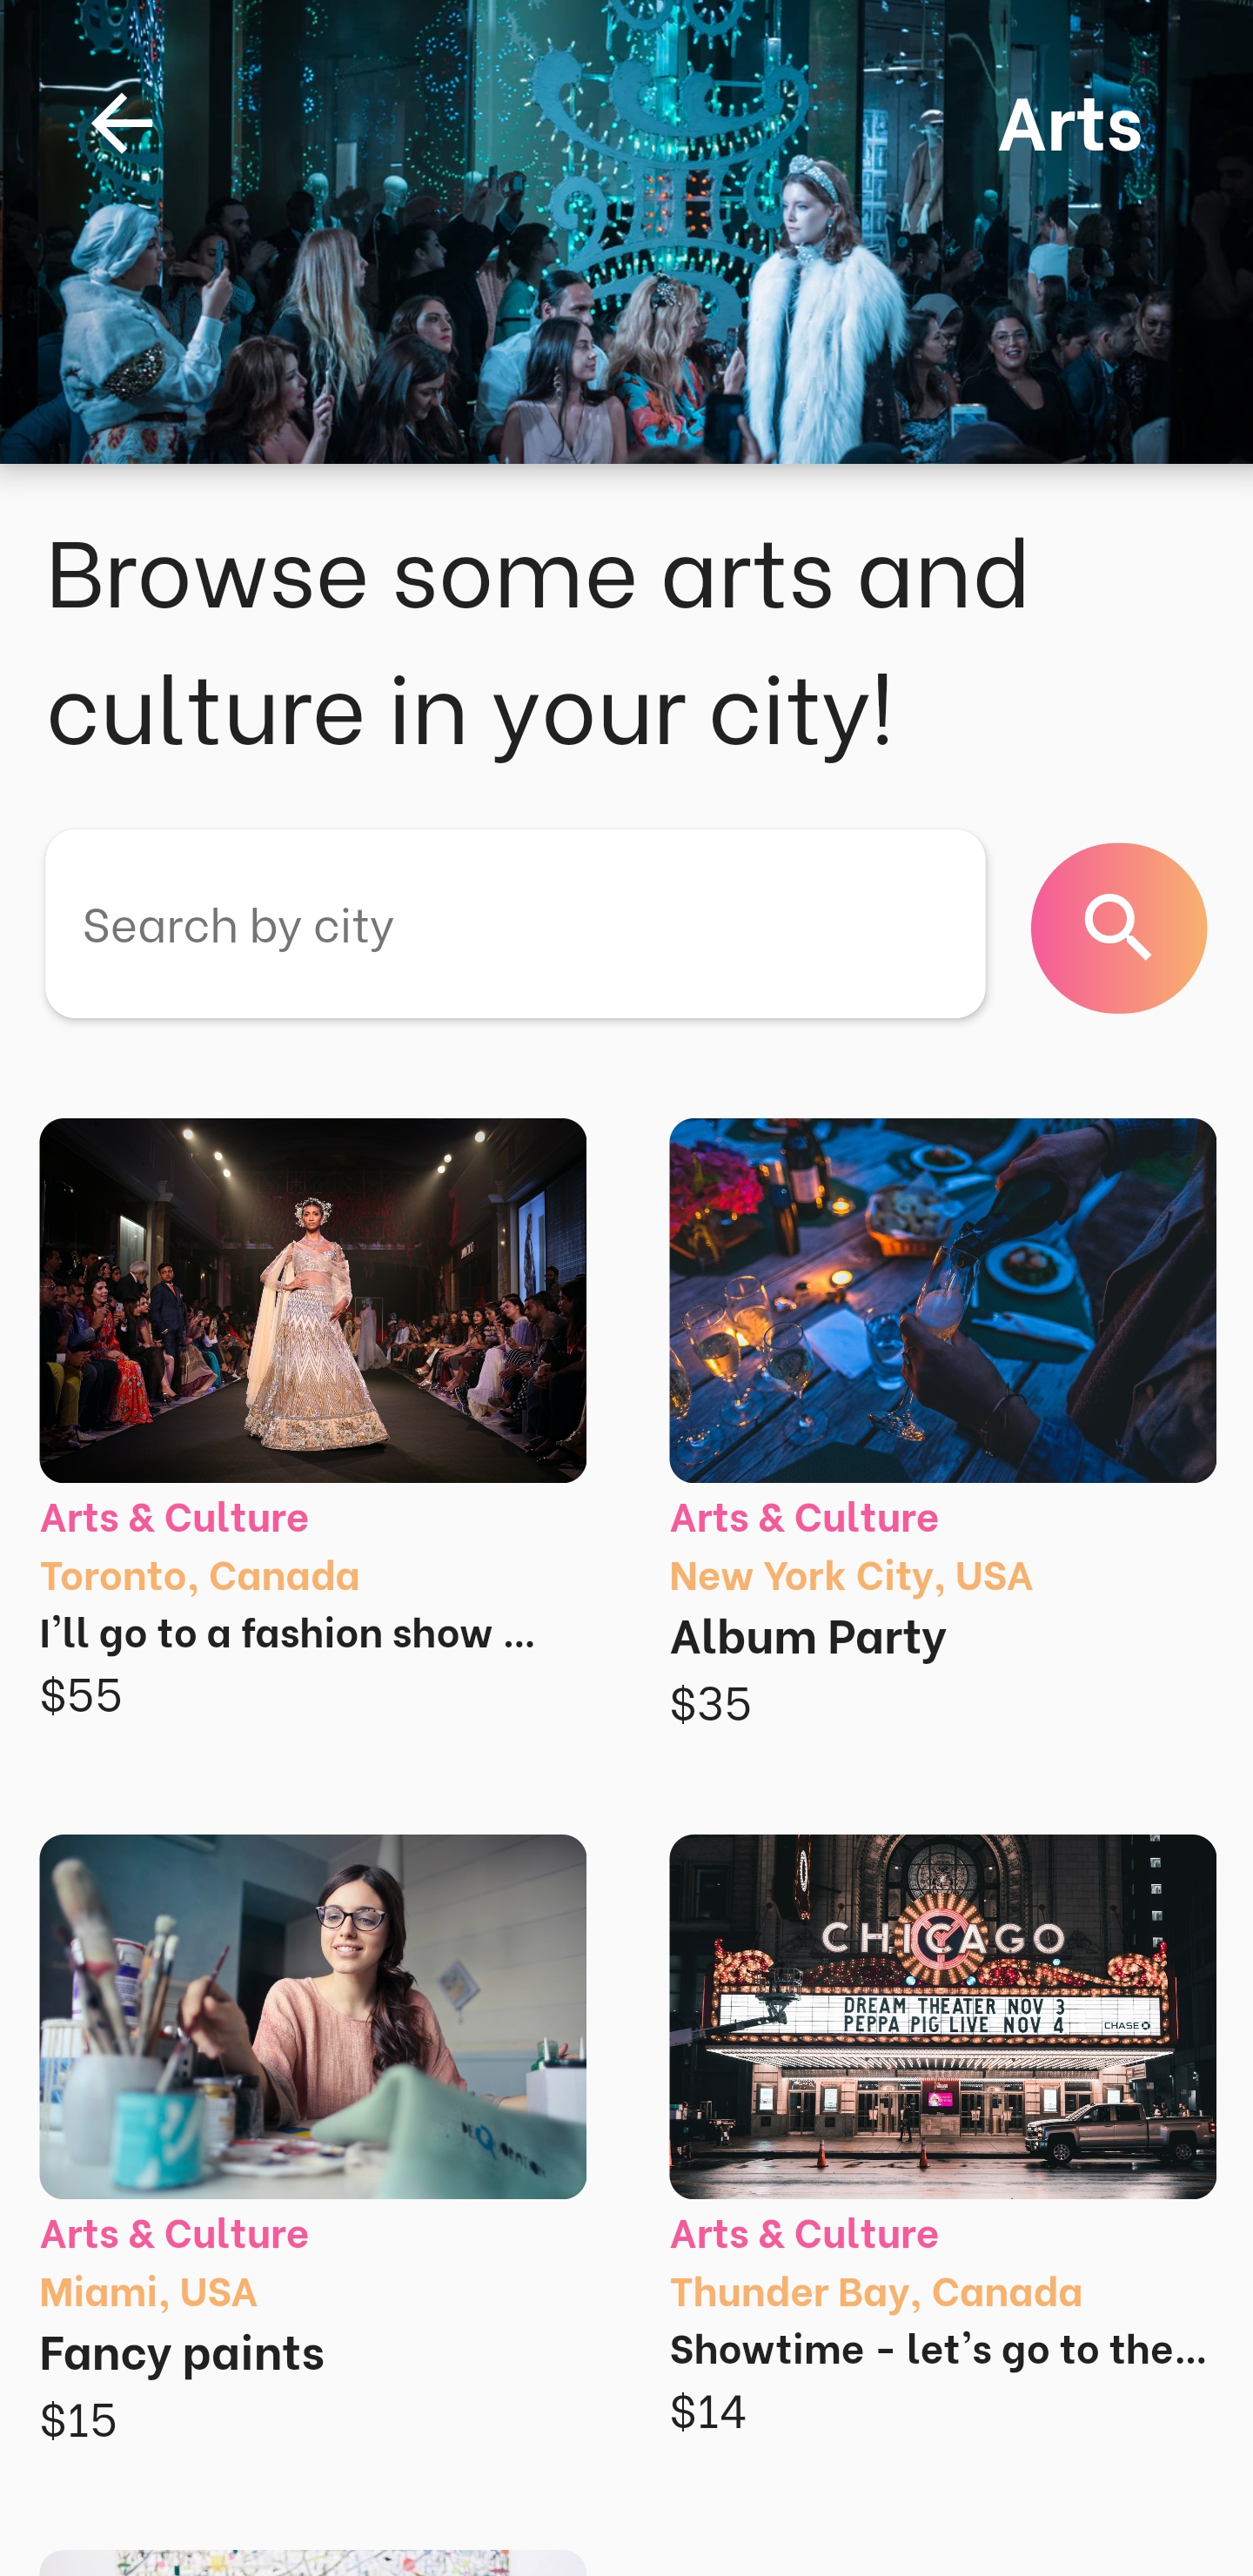 Arts
Browse some arts and
culture in your city!
Search by city
Arts & Culture
Toronto, Canada
I'll go to a fashion show ...
$55
Arts & Culture
New York City, USA
Album Party
$35
CHICAGO
DREAM THEATER NOV 3
PEPPA PIG LIVE NOV 4
CHASE
Arts & Culture
Miami, USA
Fancy paints
$15
Arts & Culture
Thunder Bay, Canada
Showtime - let's go to the...
$14